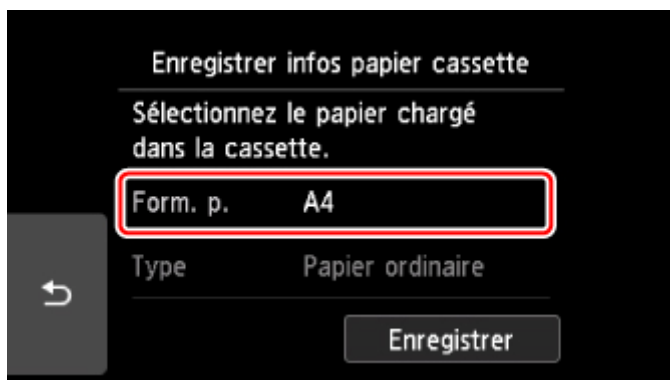 Enregistrer infos papier cassette
Sélectionnez le papier chargé
dans la cassette.
Form. p. A4
Type Papier ordinaire
Enregistrer